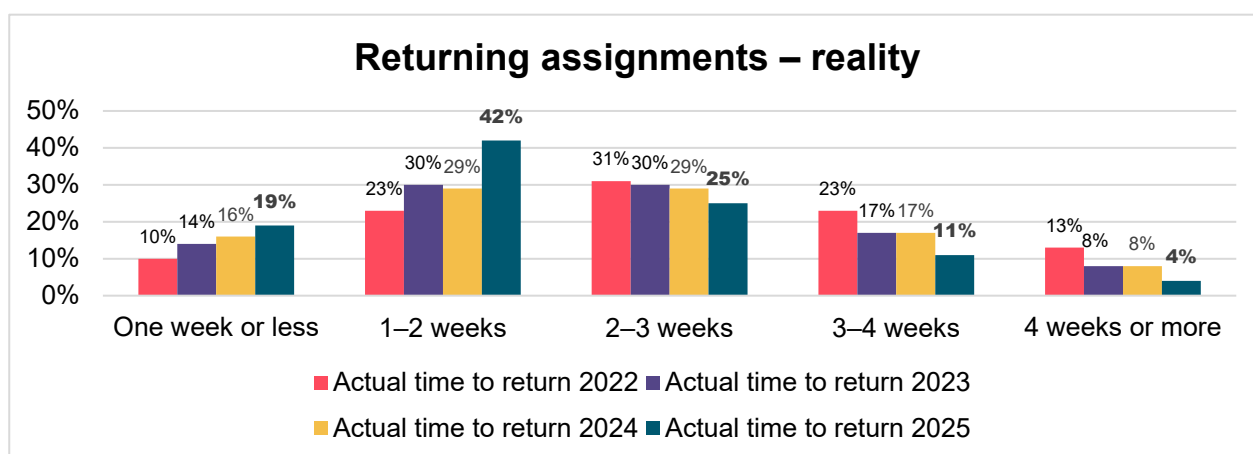 Returning assignments – reality
50%
40%
30%
20%
10%
0%
10% 14% 16% 19%
23% 30% 29% 42%
31% 30% 29% 25%
23% 17% 17% 11%
13% 8% 8% 4%
One week or less 1–2 weeks 2–3 weeks 3–4 weeks 4 weeks or more
Actual time to return 2022 Actual time to return 2023
Actual time to return 2024 Actual time to return 2025